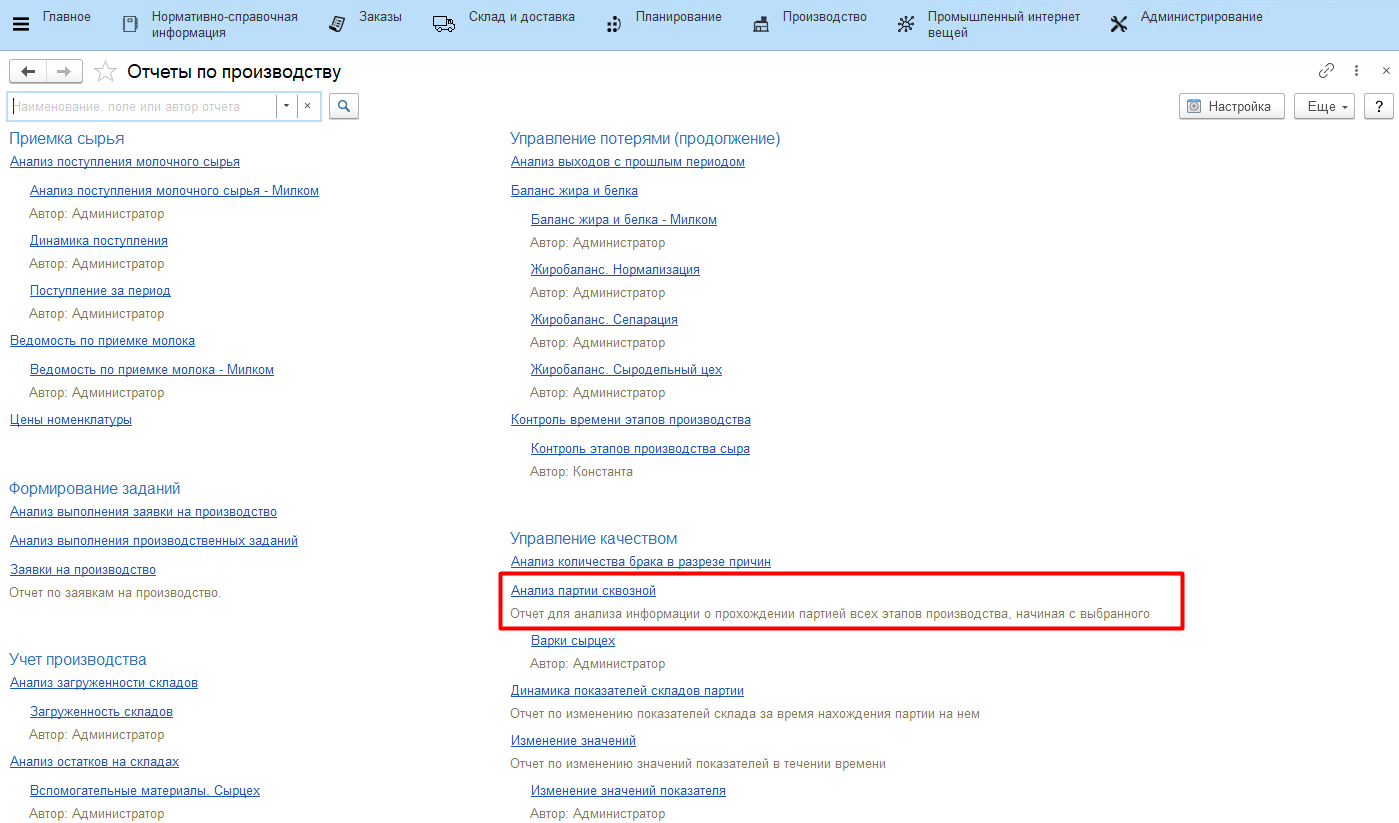 Главное
Нормативно-справочная
информация
Заказы
Склад и доставка
Планирование
Производство
Промышленный интернет
вещей
Администрирование
Отчеты по производству
Наименование, поле или автор отчета
Настройка
Еще
?
Приемка сырья
Анализ поступления молочного сырья
Анализ поступления молочного сырья - Милком
Автор: Администратор
Динамика поступления
Автор: Администратор
Поступление за период
Автор: Администратор
Ведомость по приемке молока
Ведомость по приемке молока - Милком
Автор: Администратор
Цены номенклатуры
Формирование заданий
Анализ выполнения заявки на производство
Анализ выполнения производственных заданий
Заявки на производство
Отчет по заявкам на производство.
Учет производства
Анализ загруженности складов
Загруженность складов
Автор: Администратор
Анализ остатков на складах
Вспомогательные материалы. Сырцех
Автор: Администратор
Управление потерями (продолжение)
Анализ выходов с прошлым периодом
Баланс жира и белка
Баланс жира и белка - Милком
Автор: Администратор
Жиробаланс. Нормализация
Автор: Администратор
Жиробаланс. Сепарация
Автор: Администратор
Жиробаланс. Сыродельный цех
Автор: Администратор
Контроль времени этапов производства
Контроль этапов производства сыра
Автор: Константа
Управление качеством
Анализ количества брака в разрезе причин
Анализ партии сквозной
Отчет для анализа информации о прохождении партией всех этапов производства, начиная с выбранного
Варки сырцех
Автор: Администратор
Динамика показателей складов партии
Отчет по изменению показателей склада за время нахождения партии на нем
Изменение значений
Отчет по изменению значений показателей в течении времени
Изменение значений показателя
Автор: Администратор